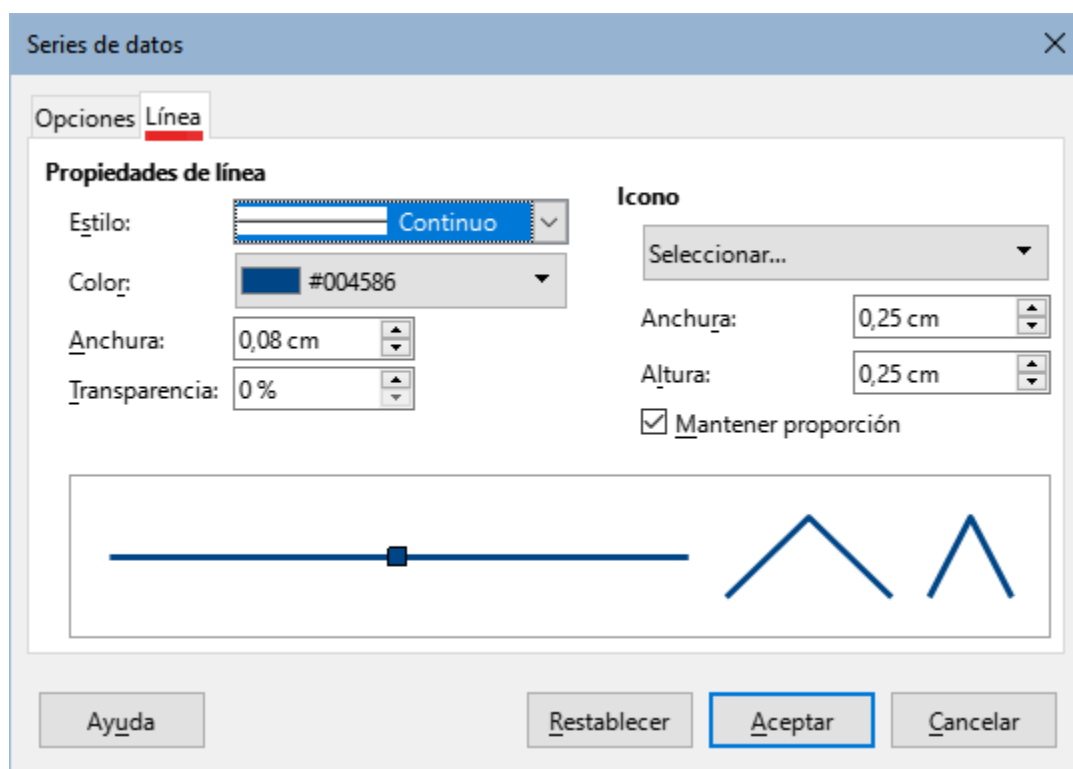 Series de datos
Opciones
Línea
Propiedades de línea
Estilo:
Continuo
Color:
#004586
Anchura:
0,08 cm
Transparencia:
0 %
Icono
Seleccionar...
Anchura:
0,25 cm
Altura:
0,25 cm
Mantener proporción
Ayuda
Restablecer
Aceptar
Cancelar